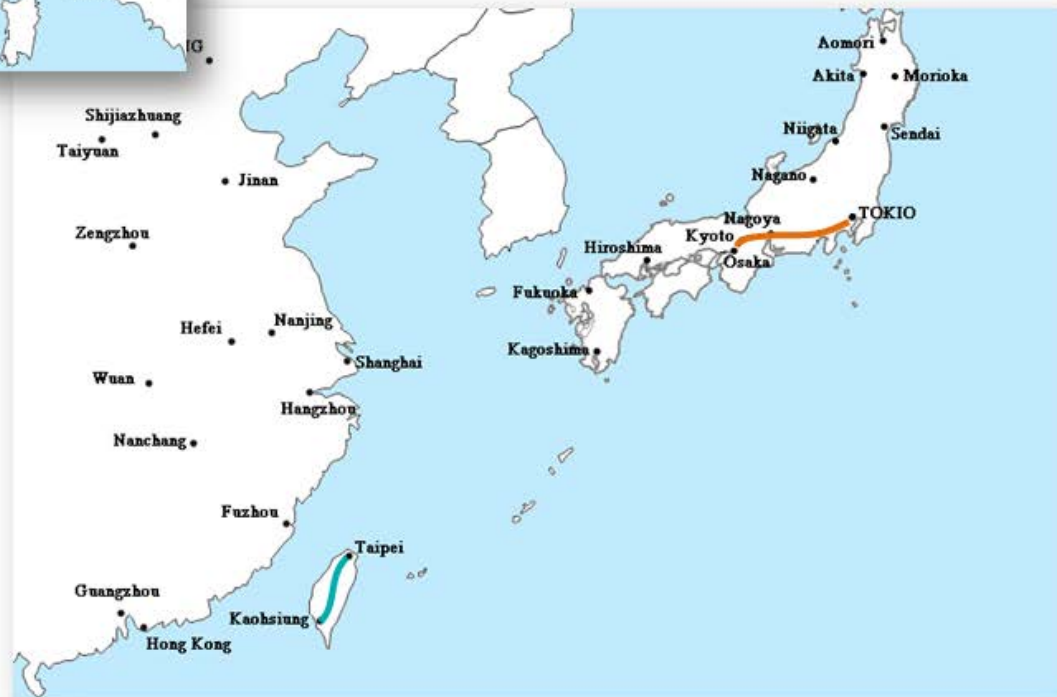 Aomori
NG
Akita
Morioka
Shijiazhuang
Niigata
Sendai
Taiyuan
Nagano
Jinan
TOKIO
Nagoya
Zengzhou
Kyoto
Hiroshima
Osaka
Fukuoka
Nanjing
Hefei
Kagoshima
Shanghai
Wuan
Hangzhou
Nanchang
Fuzhou
Taipei
Guangzhou
Kaohsiung
Hong Kong